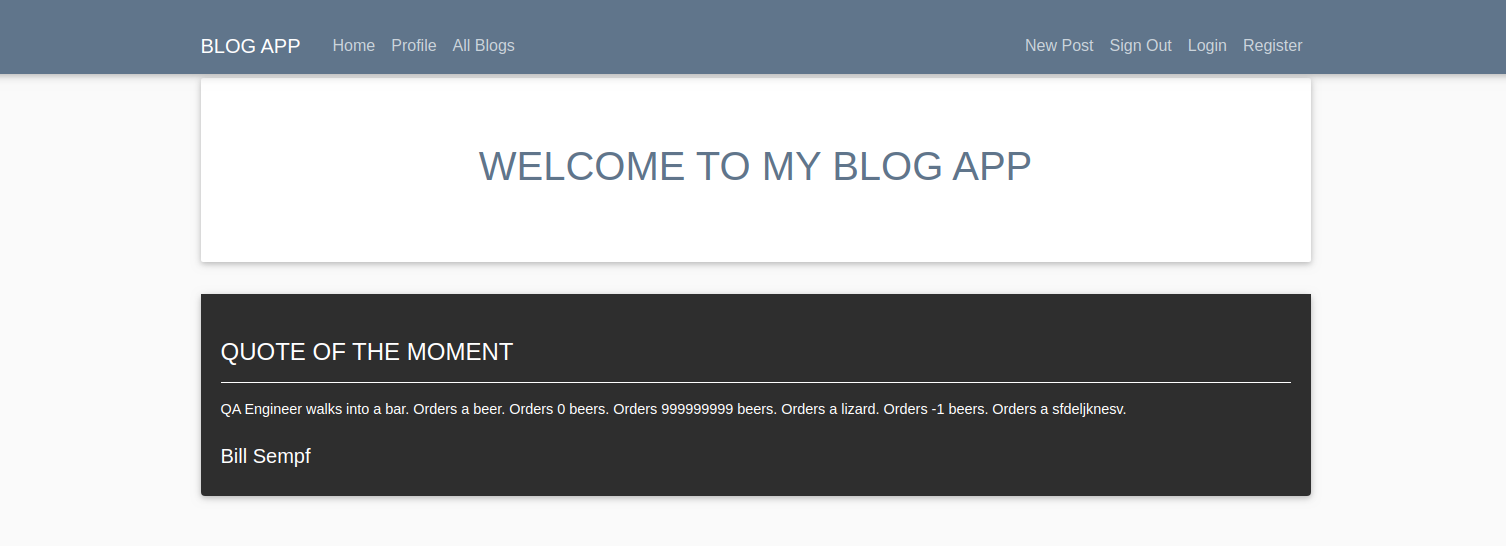 BLOG APP Home Profile All Blogs New Post Sign Out Login Register
WELCOME TO MY BLOG APP
QUOTE OF THE MOMENT
QA Engineer walks into a bar. Orders a beer. Orders 0 beers. Orders 999999999 beers. Orders a lizard. Orders -1 beers. Orders a sfdeljknesv.
Bill Sempf